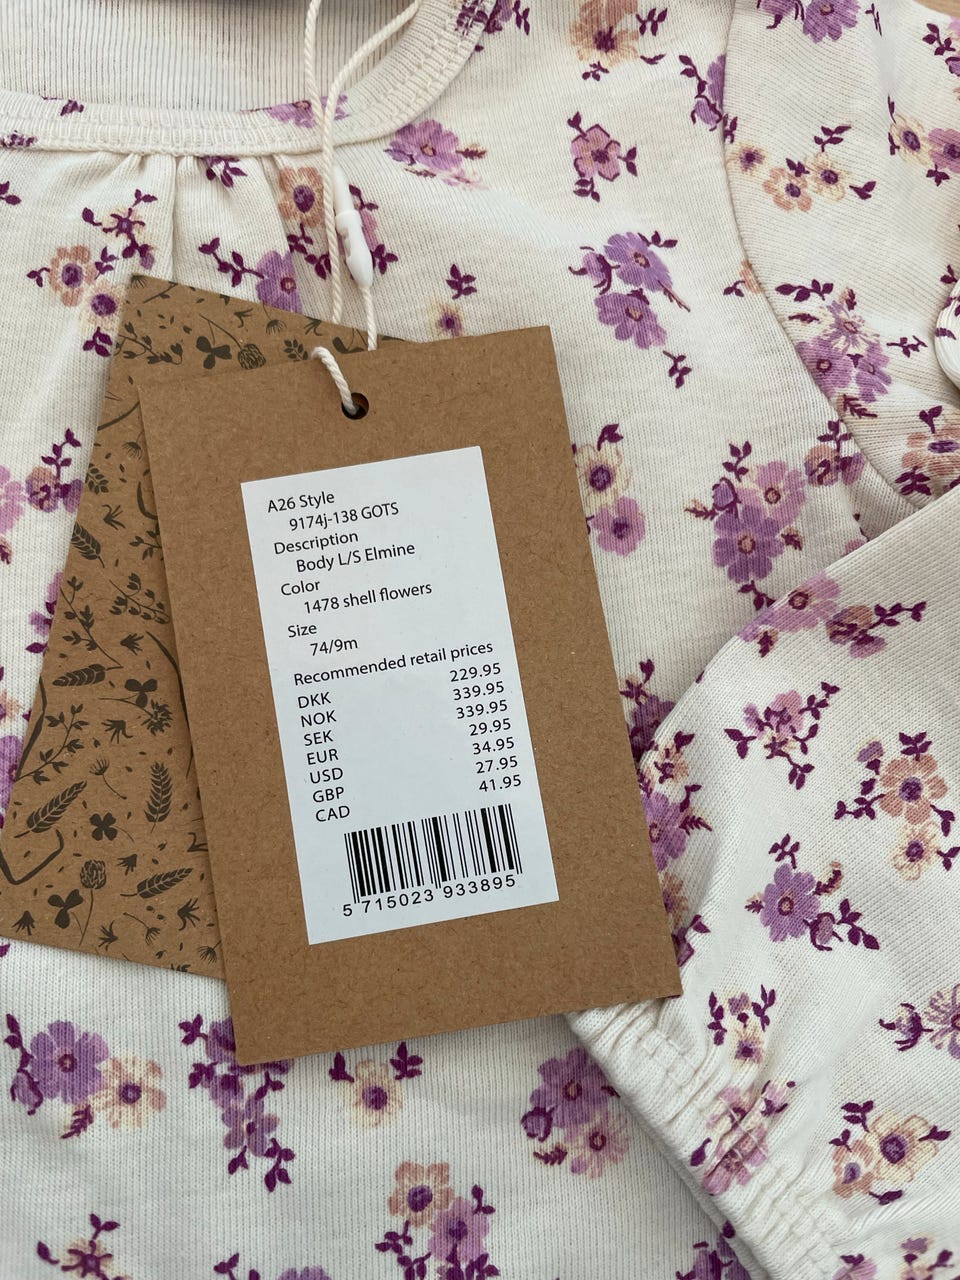 A26 Style
9174j-138 GOTS
Description
Body L/S Elmine
Color
1478 shell flowers
Size
74/9m
Recommended retail prices
DKK 229.95
NOK 339.95
SEK 339.95
EUR 29.95
USD 34.95
GBP 27.95
CAD 41.95
5 715023 933895